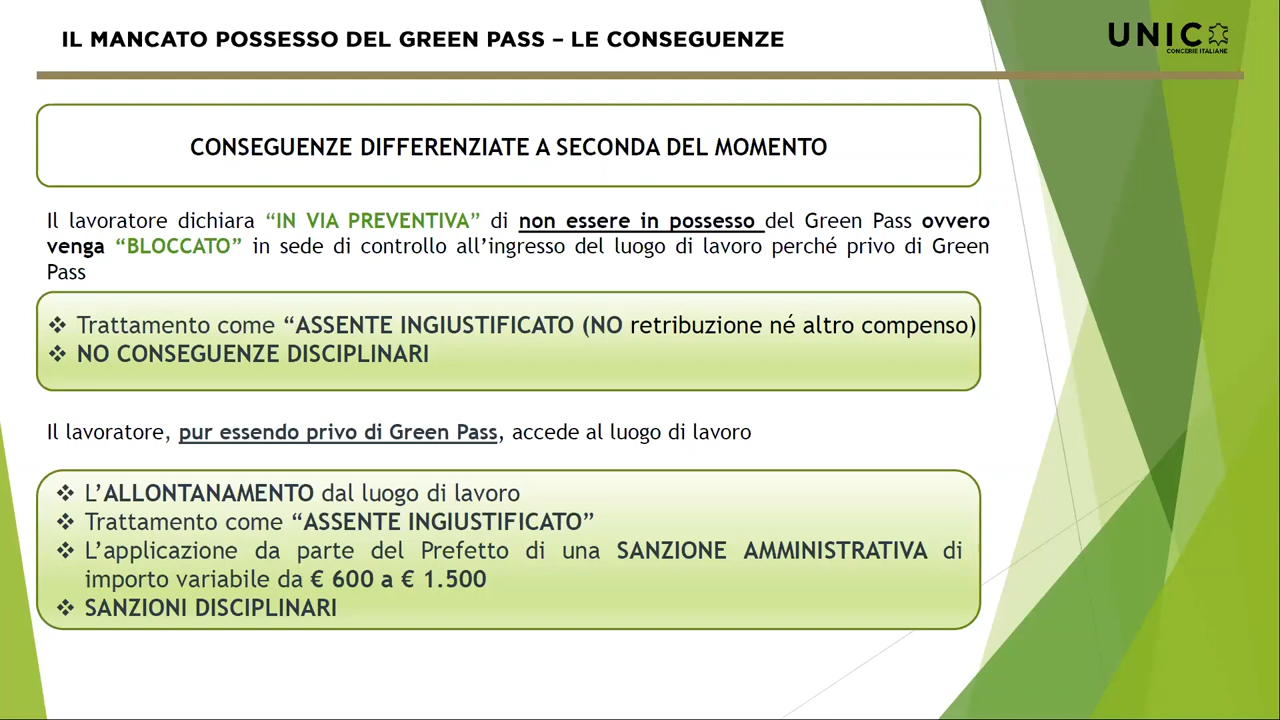 IL MANCATO POSSESSO DEL GREEN PASS – LE CONSEGUENZE
UNIC
CONCERIE ITALIANE
CONSEGUENZE DIFFERENZIATE A SECONDA DEL MOMENTO
Il lavoratore dichiara “IN VIA PREVENTIVA” di non essere in possesso del Green Pass ovvero
venga “BLOCCATO” in sede di controllo all’ingresso del luogo di lavoro perché privo di Green
Pass
❖ Trattamento come “ASSENTE INGIUSTIFICATO (NO retribuzione né altro compenso)
❖ NO CONSEGUENZE DISCIPLINARI
Il lavoratore, pur essendo privo di Green Pass, accede al luogo di lavoro
❖ L’ALLONTANAMENTO dal luogo di lavoro
❖ Trattamento come “ASSENTE INGIUSTIFICATO”
❖ L’applicazione da parte del Prefetto di una SANZIONE AMMINISTRATIVA di
importo variabile da € 600 a € 1.500
❖ SANZIONI DISCIPLINARI